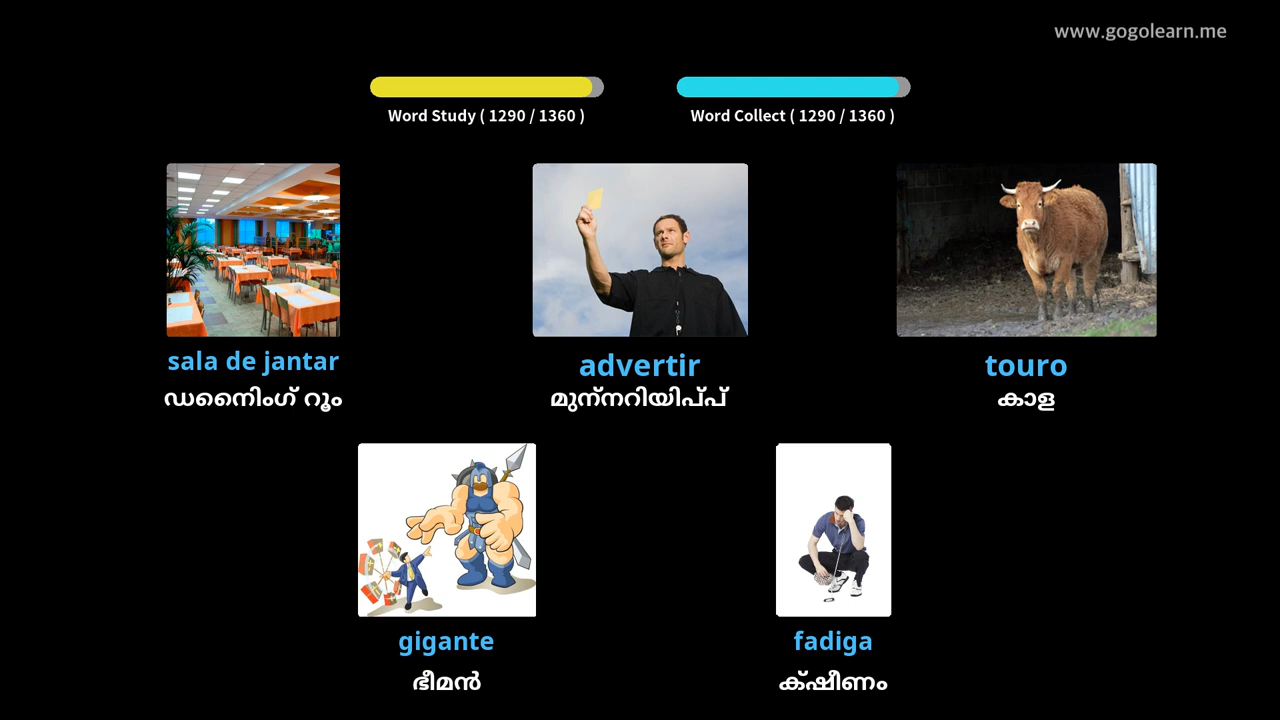 www.gogolearn.me
Word Study ( 1290 / 1360 )
Word Collect ( 1290 / 1360 )
sala de jantar
ഡൈനിംഗ് റൂം
advertir
മുന്നറിയിപ്പ്
touro
കാള
gigante
ഭീമൻ
fadiga
ക്ഷീണം